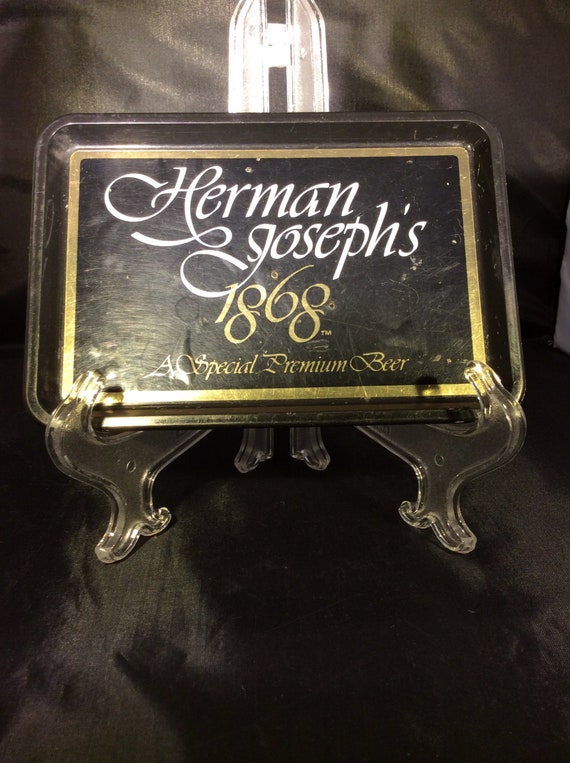 Herman
Joseph's
1868™
A Special Premium Beer